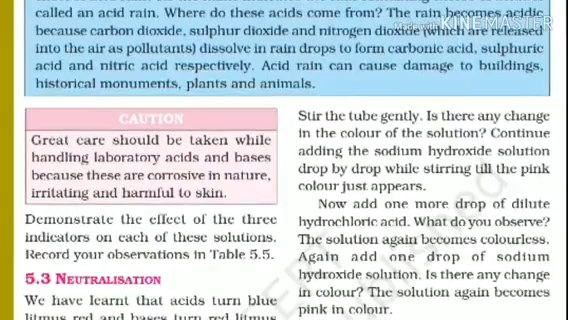 called an acid rain. Where do these acids come from? The rain becomes acidic
because carbon dioxide, sulphur dioxide and nitrogen dioxide (which are released
into the air as pollutants) dissolve in rain drops to form carbonic acid, sulphuric
acid and nitric acid respectively. Acid rain can cause damage to buildings,
historical monuments, plants and animals.
Made with KINEMASTER
CAUTION
Great care should be taken while
handling laboratory acids and bases
because these are corrosive in nature,
irritating and harmful to skin.
Demonstrate the effect of the three
indicators on each of these solutions.
Record your observations in Table 5.5.
5.3 NEUTRALISATION
We have learnt that acids turn blue
litmus red and bases turn red litmus
Stir the tube gently. Is there any change
in the colour of the solution? Continue
adding the sodium hydroxide solution
drop by drop while stirring till the pink
colour just appears.
Now add one more drop of dilute
hydrochloric acid. What do you observe?
The solution again becomes colourless.
Again add one drop of sodium
hydroxide solution. Is there any change
in colour? The solution again becomes
pink in colour.